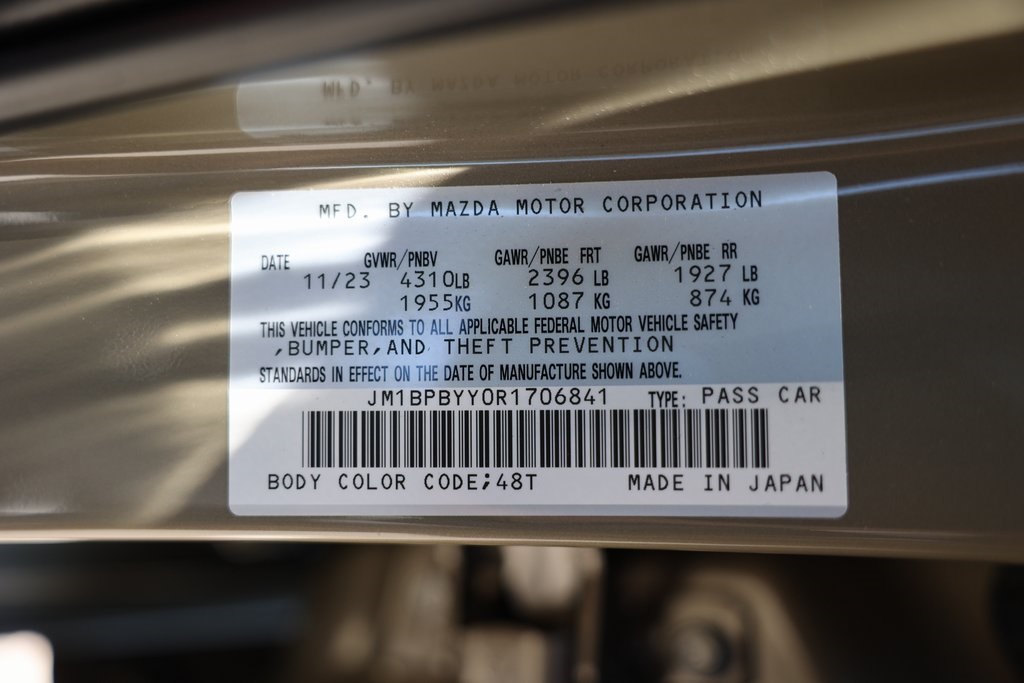 MFD. BY MAZDA MOTOR CORPORATION
DATE GVWR/PNBV GAWR/PNBE FRT GAWR/PNBE RR
11/23 4310LB 2396 LB 1927 LB
1955KG 1087 KG 874 KG
THIS VEHICLE CONFORMS TO ALL APPLICABLE FEDERAL MOTOR VEHICLE SAFETY
,BUMPER,AND THEFT PREVENTION
STANDARDS IN EFFECT ON THE DATE OF MANUFACTURE SHOWN ABOVE.
JM1BPBYY0R1706841 TYPE: PASS CAR
BODY COLOR CODE;48T MADE IN JAPAN